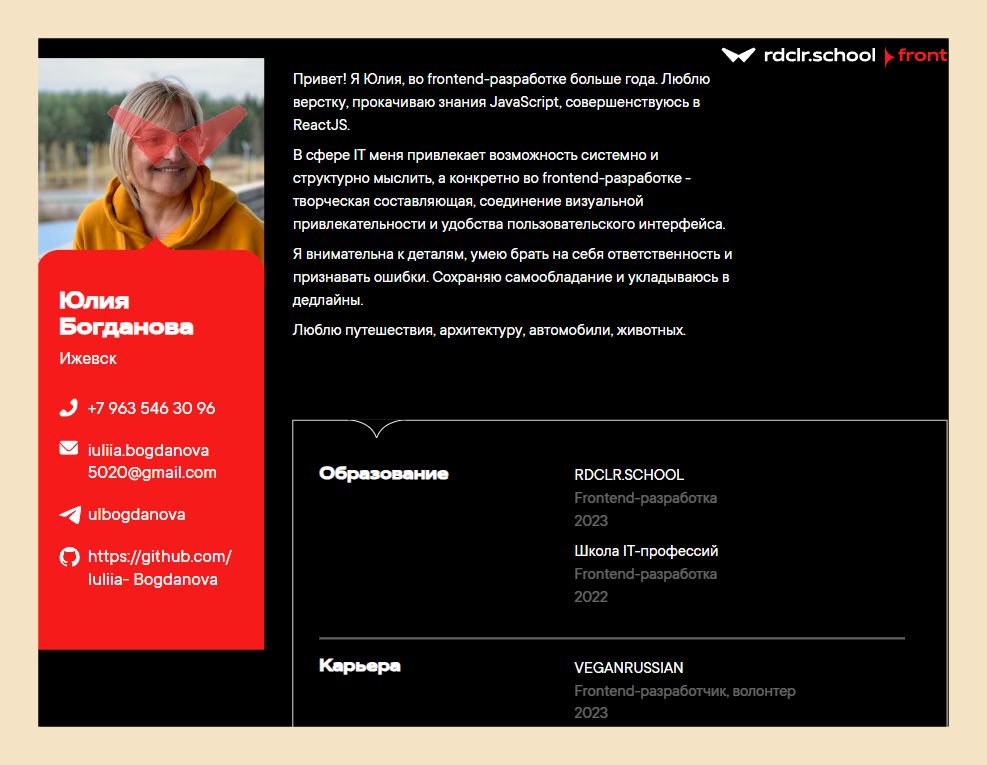 rdclr.school front
Привет! Я Юлия, во frontend-разработке больше года. Люблю
верстку, прокачиваю знания JavaScript, совершенствуюсь в
ReactJS.
В сфере IT меня привлекает возможность системно и
структурно мыслить, а конкретно во frontend-разработке -
творческая составляющая, соединение визуальной
привлекательности и удобства пользовательского интерфейса.
Я внимательна к деталям, умею брать на себя ответственность и
признавать ошибки. Сохраняю самообладание и укладываюсь в
дедлайны.
Люблю путешествия, архитектуру, автомобили, животных.
Юлия
Богданова
Ижевск
+7 963 546 30 96
iuliia.bogdanova
5020@gmail.com
ulbogdanova
https://github.com/
Iuliia- Bogdanova
Образование
RDCLR.SCHOOL
Frontend-разработка
2023
Школа IT-профессий
Frontend-разработка
2022
Карьера
VEGANRUSSIAN
Frontend-разработчик, волонтер
2023